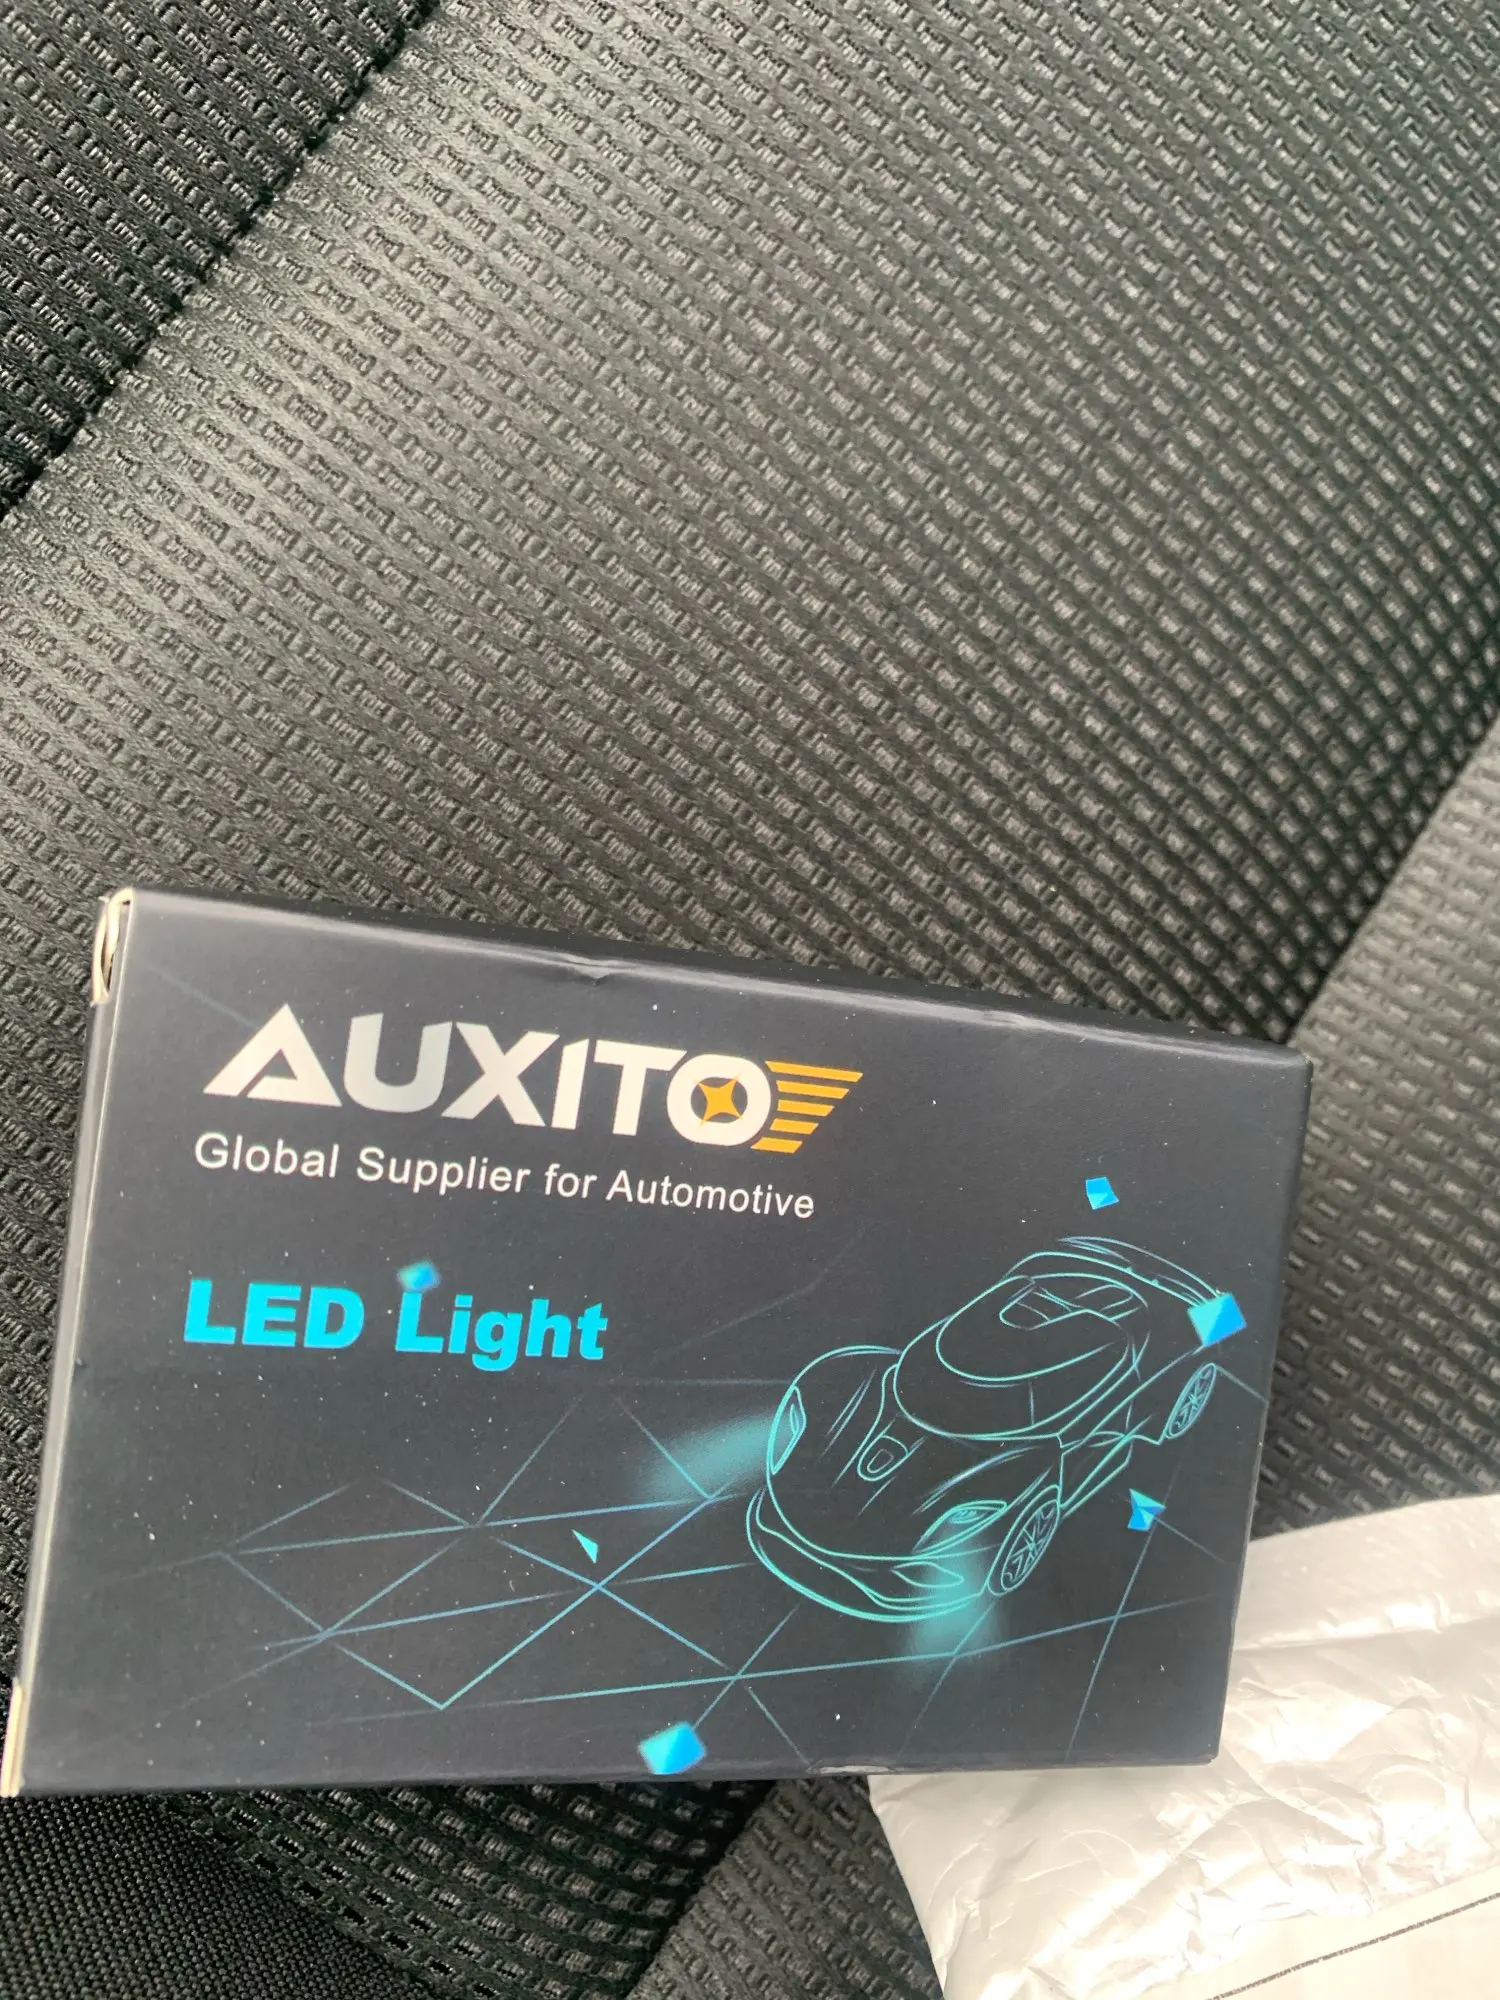 AUXITO
Global Supplier for Automotive
LED Light